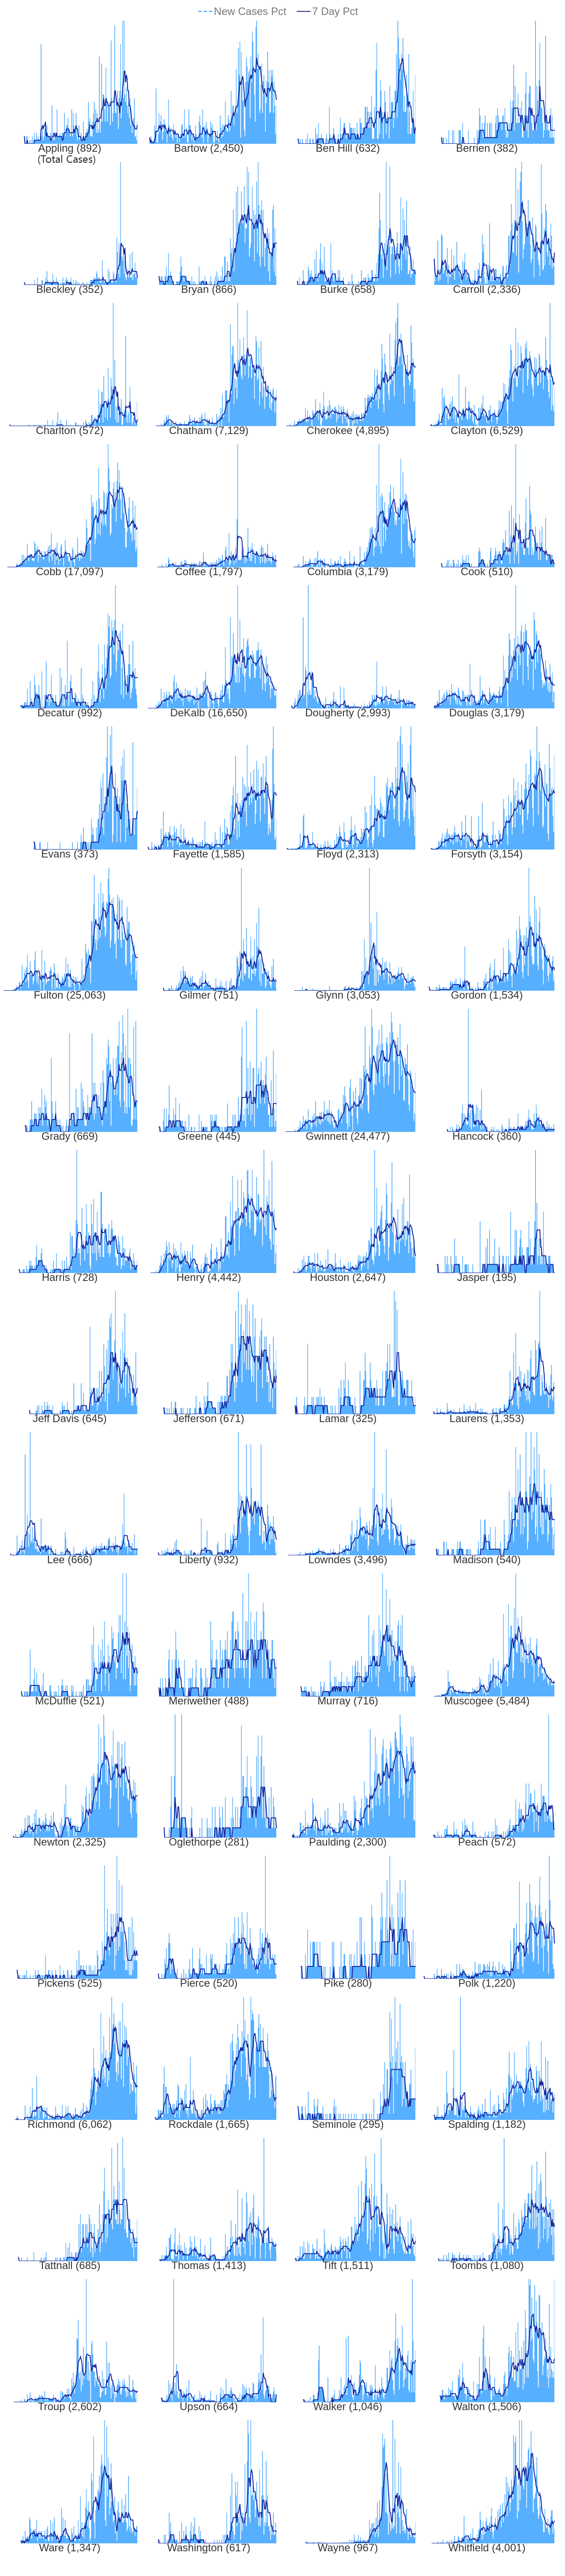 New Cases Pct 7 Day Pct
Appling (892) Bartow (2,450) Ben Hill (632) Berrien (382)
(Total Cases)
Bleckley (352) Bryan (866) Burke (658) Carroll (2,336)
Charlton (572) Chatham (7,129) Cherokee (4,895) Clayton (6,529)
Cobb (17,097) Coffee (1,797) Columbia (3,179) Cook (510)
Decatur (992) DeKalb (16,650) Dougherty (2,993) Douglas (3,179)
Evans (373) Fayette (1,585) Floyd (2,313) Forsyth (3,154)
Fulton (25,063) Gilmer (751) Glynn (3,053) Gordon (1,534)
Grady (669) Greene (445) Gwinnett (24,477) Hancock (360)
Harris (728) Henry (4,442) Houston (2,647) Jasper (195)
Jeff Davis (645) Jefferson (671) Lamar (325) Laurens (1,353)
Lee (666) Liberty (932) Lowndes (3,496) Madison (540)
McDuffie (521) Meriwether (488) Murray (716) Muscogee (5,484)
Newton (2,325) Oglethorpe (281) Paulding (2,300) Peach (572)
Pickens (525) Pierce (520) Pike (280) Polk (1,220)
Richmond (6,062) Rockdale (1,665) Seminole (295) Spalding (1,182)
Tattnall (685) Thomas (1,413) Tift (1,511) Toombs (1,080)
Troup (2,602) Upson (664) Walker (1,046) Walton (1,506)
Ware (1,347) Washington (617) Wayne (967) Whitfield (4,001)